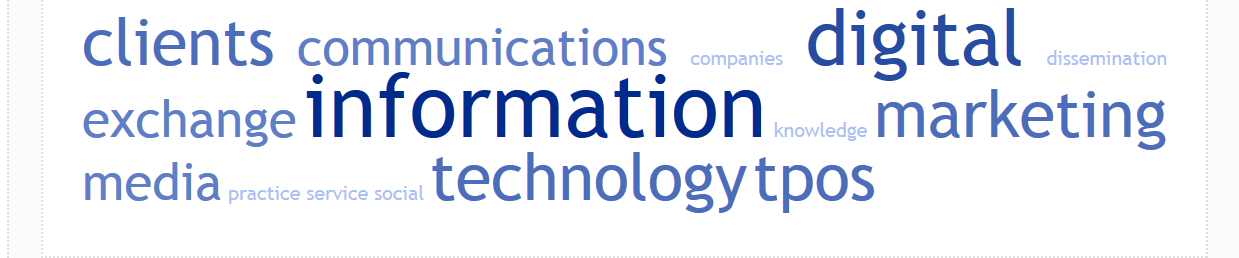 clients communications companies digital dissemination
exchange information knowledge marketing
media practice service social technology tpos